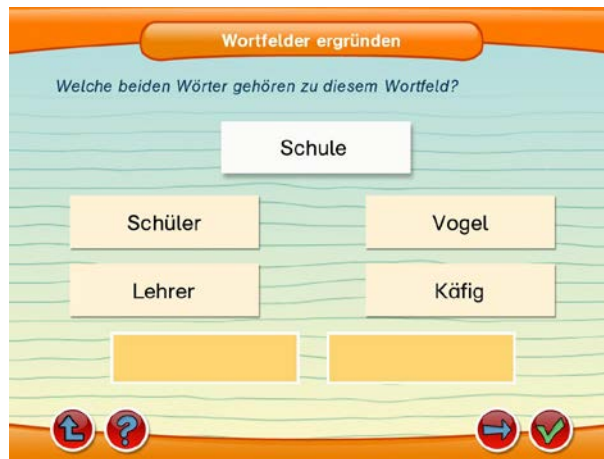 Wortfelder ergründen
Welche beiden Wörter gehören zu diesem Wortfeld?
Schule
Schüler
Vogel
Lehrer
Käfig
?